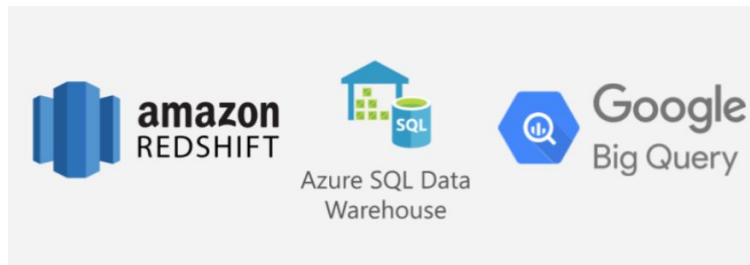 amazon
REDSHIFT
SQL
Azure SQL Data
Warehouse
Google
Big Query